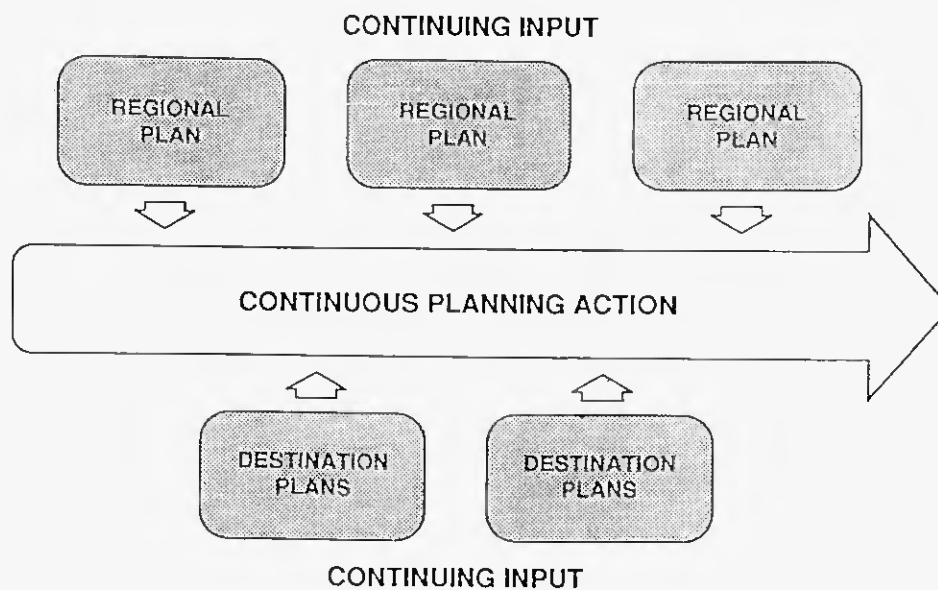 CONTINUING INPUT
REGIONAL
PLAN
REGIONAL
PLAN
REGIONAL
PLAN
CONTINUOUS PLANNING ACTION
DESTINATION
PLANS
DESTINATION
PLANS
CONTINUING INPUT